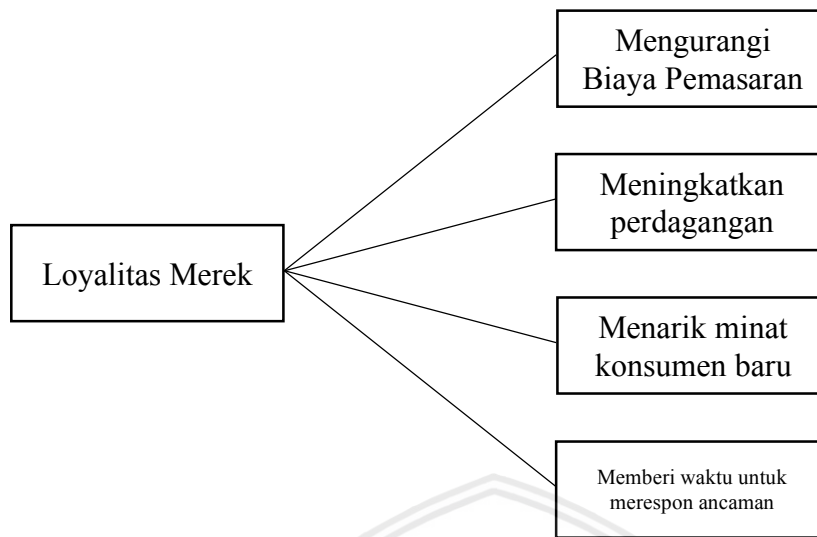 Mengurangi
Biaya Pemasaran
Meningkatkan
perdagangan
Loyalitas Merek
Menarik minat
konsumen baru
Memberi waktu untuk
merespon ancaman